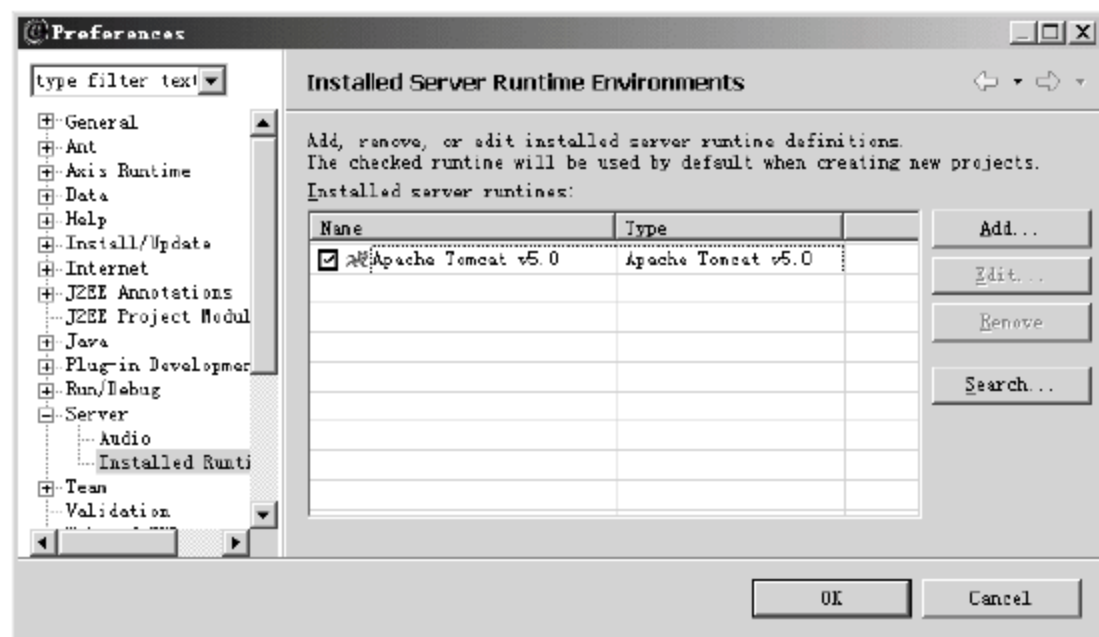 Preferences
type filter text
Installed Server Runtime Environments
General
Ant
Axis Runtime
Data
Help
Install/Update
Internet
J2EE Annotations
J2EE Project Modul
Java
Plug-in Developmen
Run/Debug
Server
Audio
Installed Runti
Team
Validation
Add, remove, or edit installed server runtime definitions.
The checked runtime will be used by default when creating new projects.
Installed server runtimes:
Name Type
Apache Tomcat v5.0 Apache Tomcat v5.0
Add...
Edit...
Remove
Search...
OK Cancel